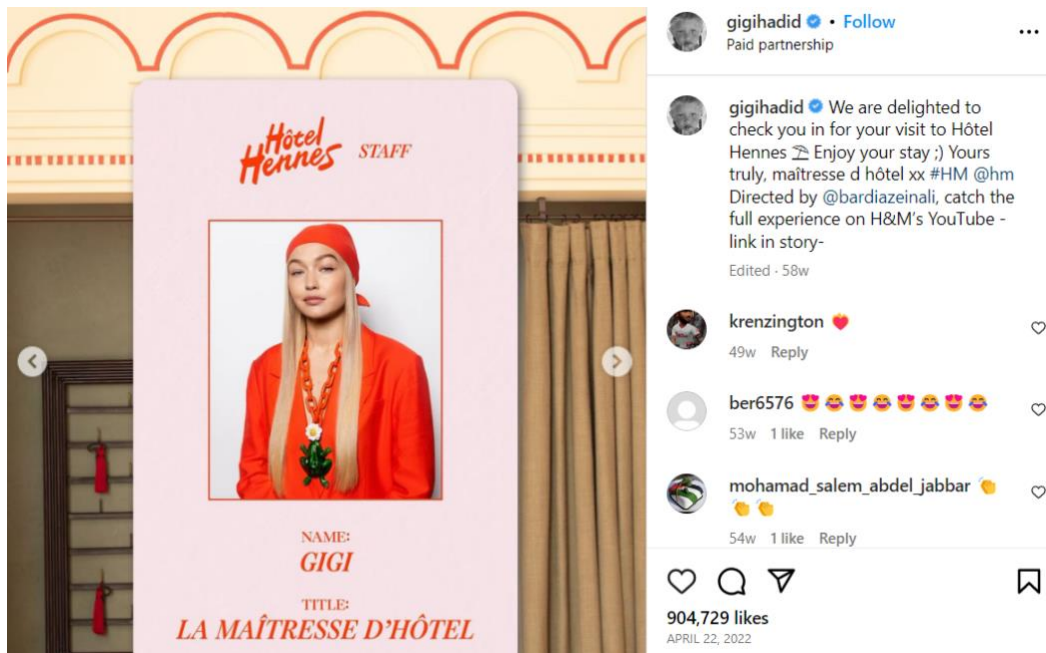 Hôtel
Hennes STAFF
NAME:
GIGI
TITLE:
LA MAÎTRESSE D'HÔTEL
gigihadid • Follow
Paid partnership
gigihadid We are delighted to
check you in for your visit to Hôtel
Hennes ⛱ Enjoy your stay ;) Yours
truly, maîtresse d hôtel xx #HM @hm
Directed by @bardiazeinali, catch the
full experience on H&M's YouTube -
link in story-
Edited · 58w
krenzington ❤️‍🔥
49w Reply
ber6576 😍😂😍😂😍😂😍😂
53w 1 like Reply
mohamad_salem_abdel_jabbar 👏
👏👏
54w 1 like Reply
904,729 likes
APRIL 22, 2022